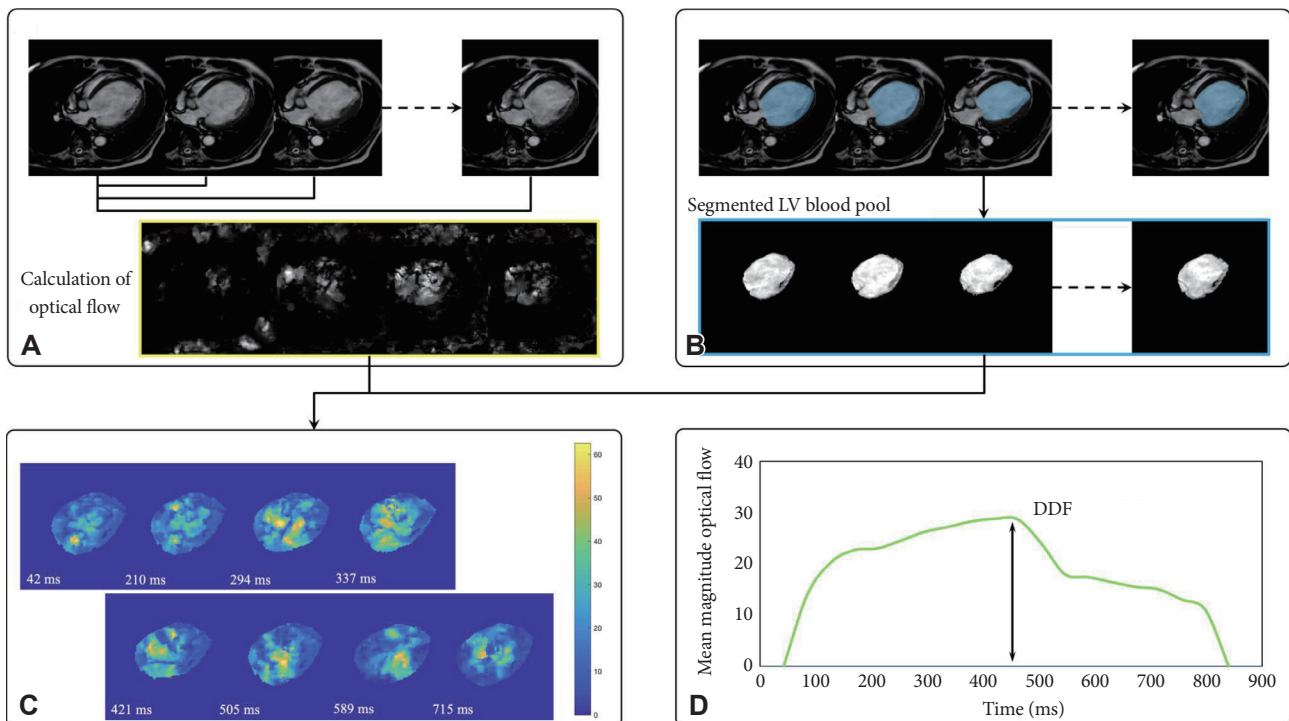 Calculation of
optical flow
A
Segmented LV blood pool
B
60
50
40
30
20
10
0
42 ms 210 ms 294 ms 337 ms
421 ms 505 ms 589 ms 715 ms
C
Mean magnitude optical flow
40
30
20
10
0
DDF
0 100 200 300 400 500 600 700 800 900
Time (ms)
D